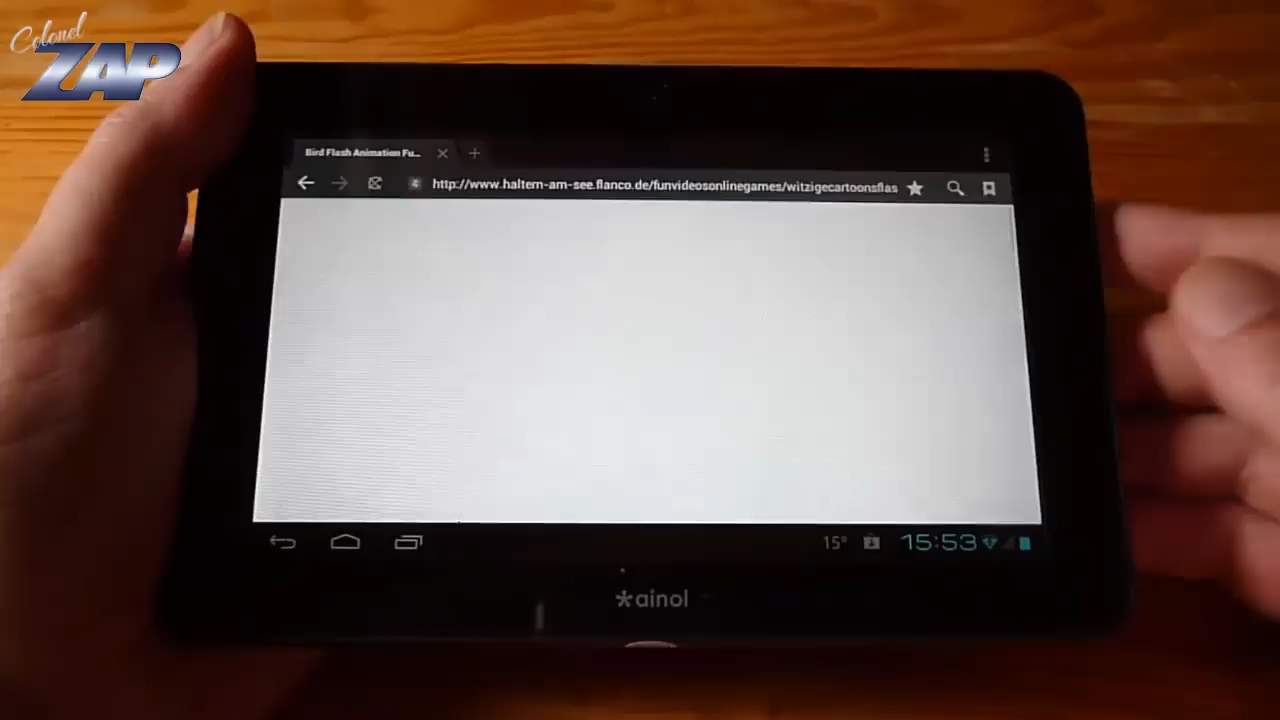 Colonel
ZAP
Bird Flash Animation Fu...
http://www.haltern-am-see.flanco.de/funvideosonlinegames/witzigecartoonsflas
15°
15:53
*ainol